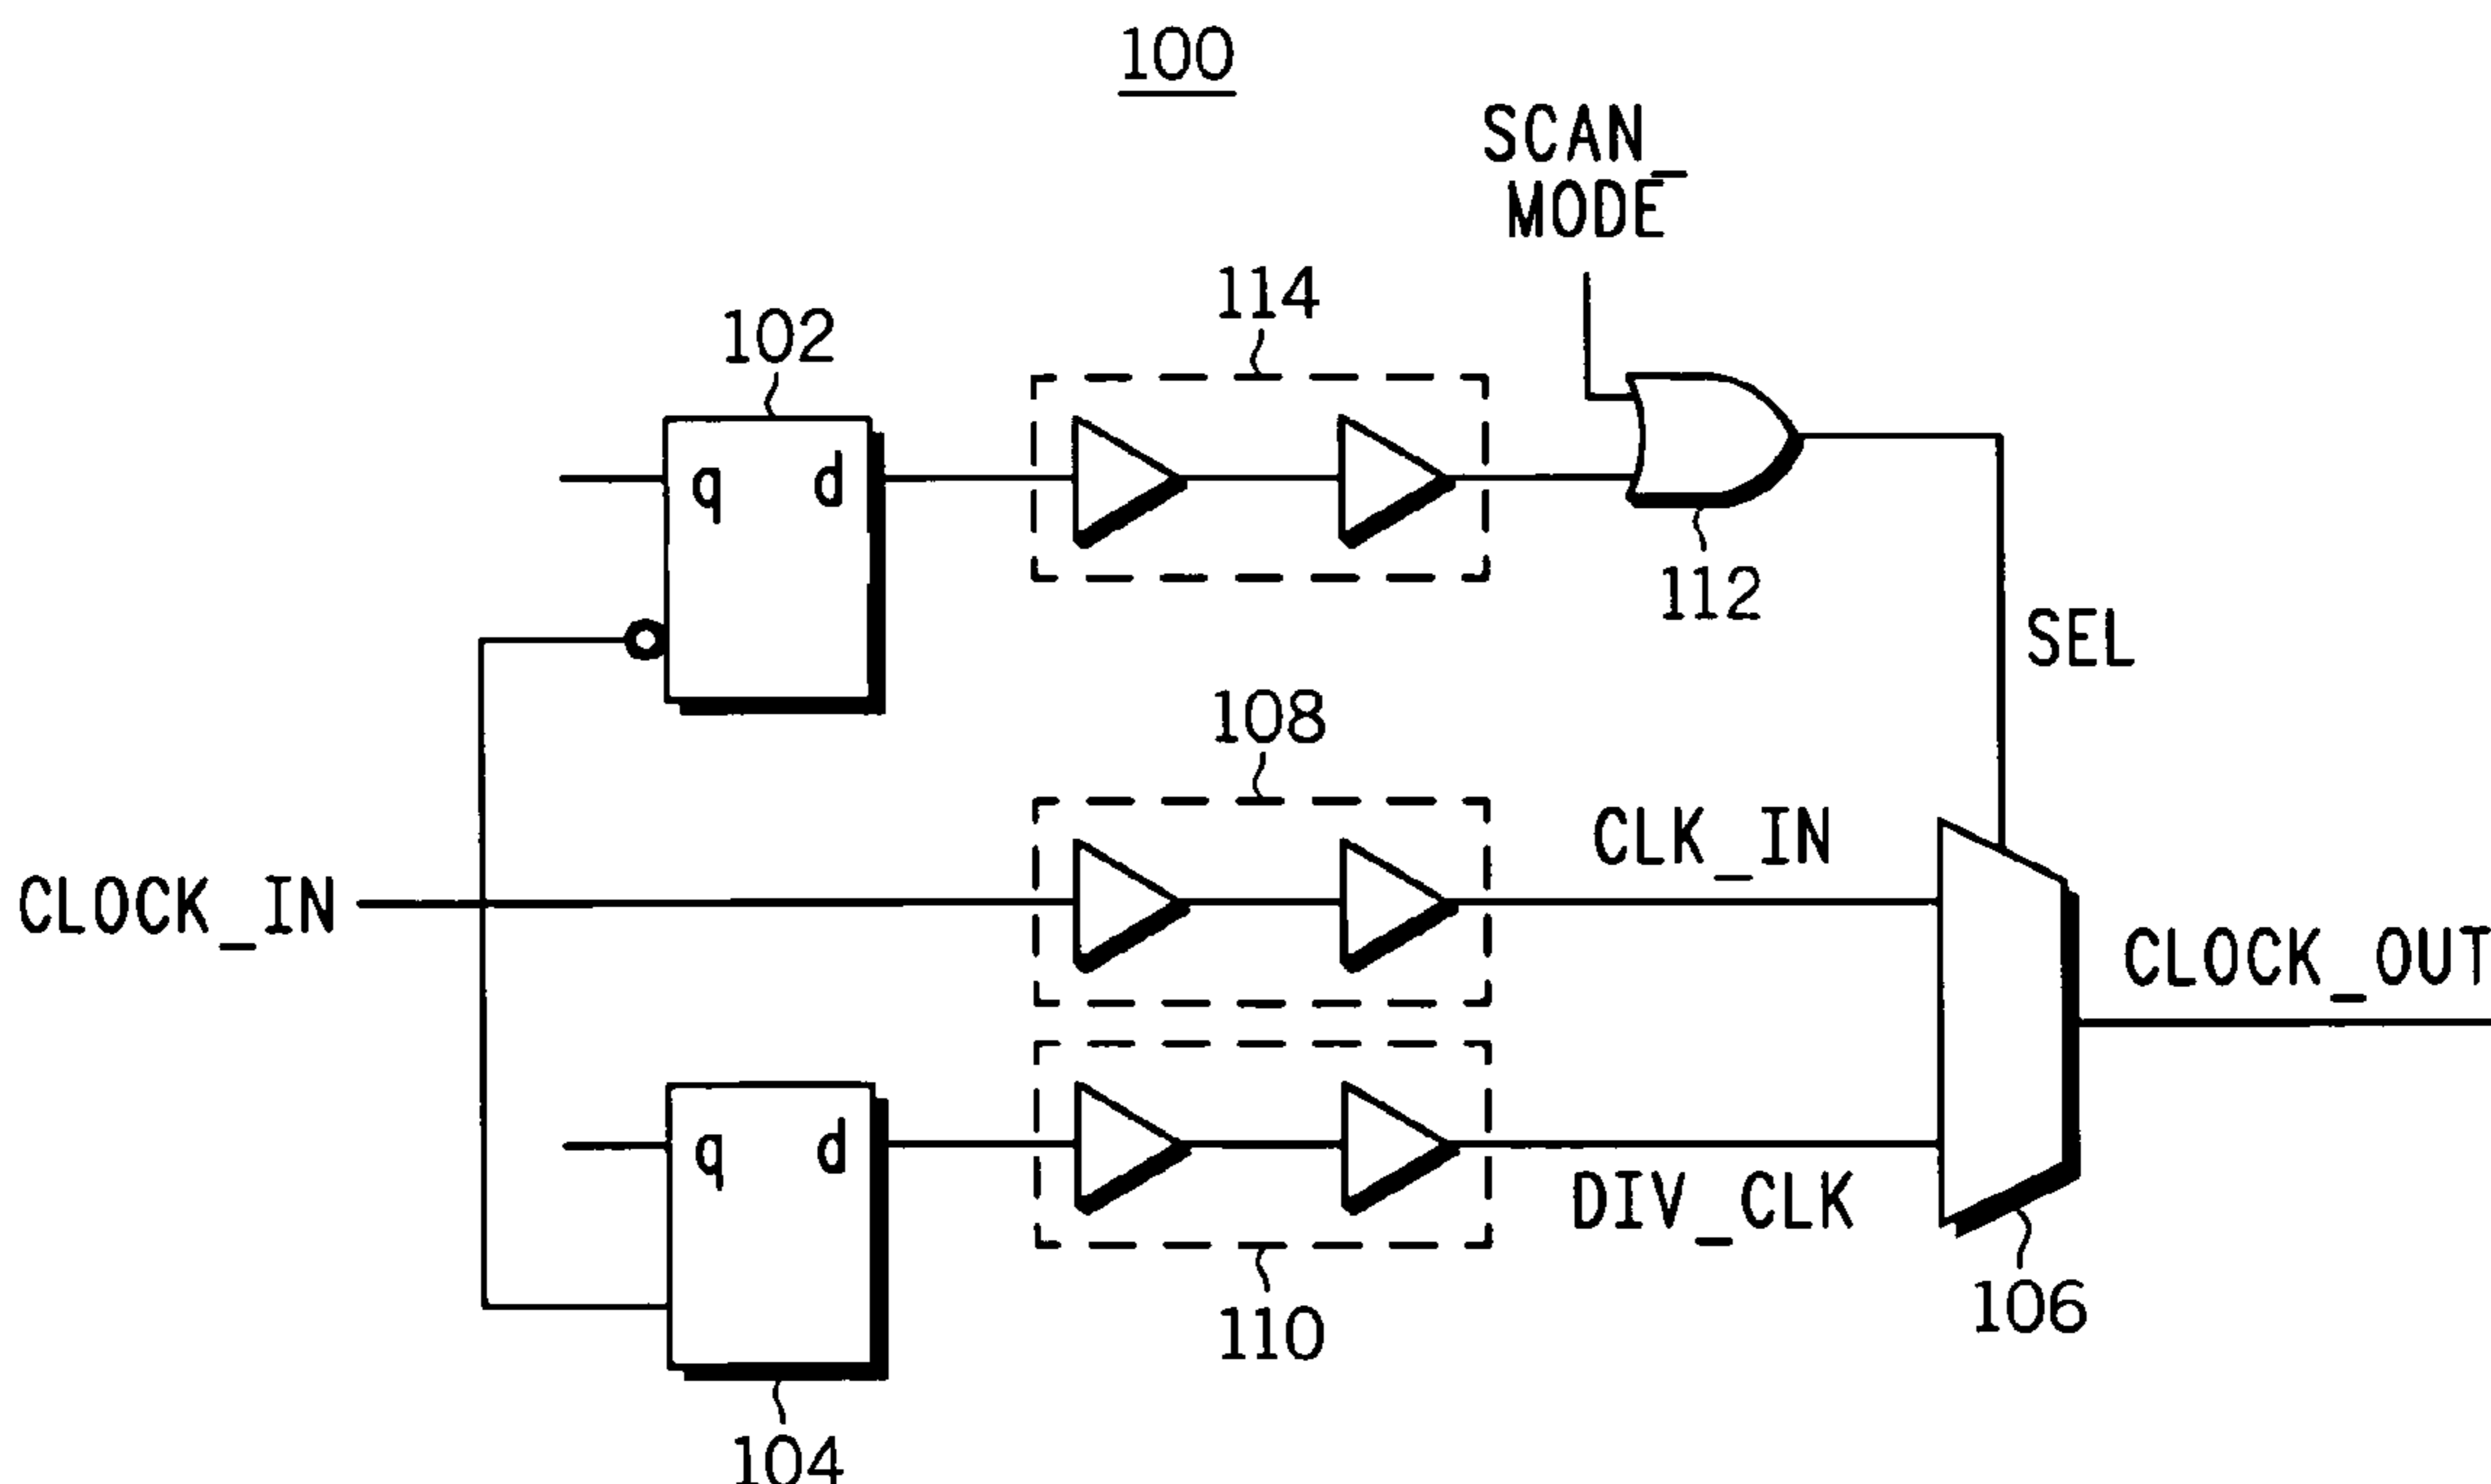 100
SCAN_
MODE
114
102
q d
112
SEL
108
CLK_IN
CLOCK_IN
CLOCK_OUT
q d
DIV_CLK
110
106
104